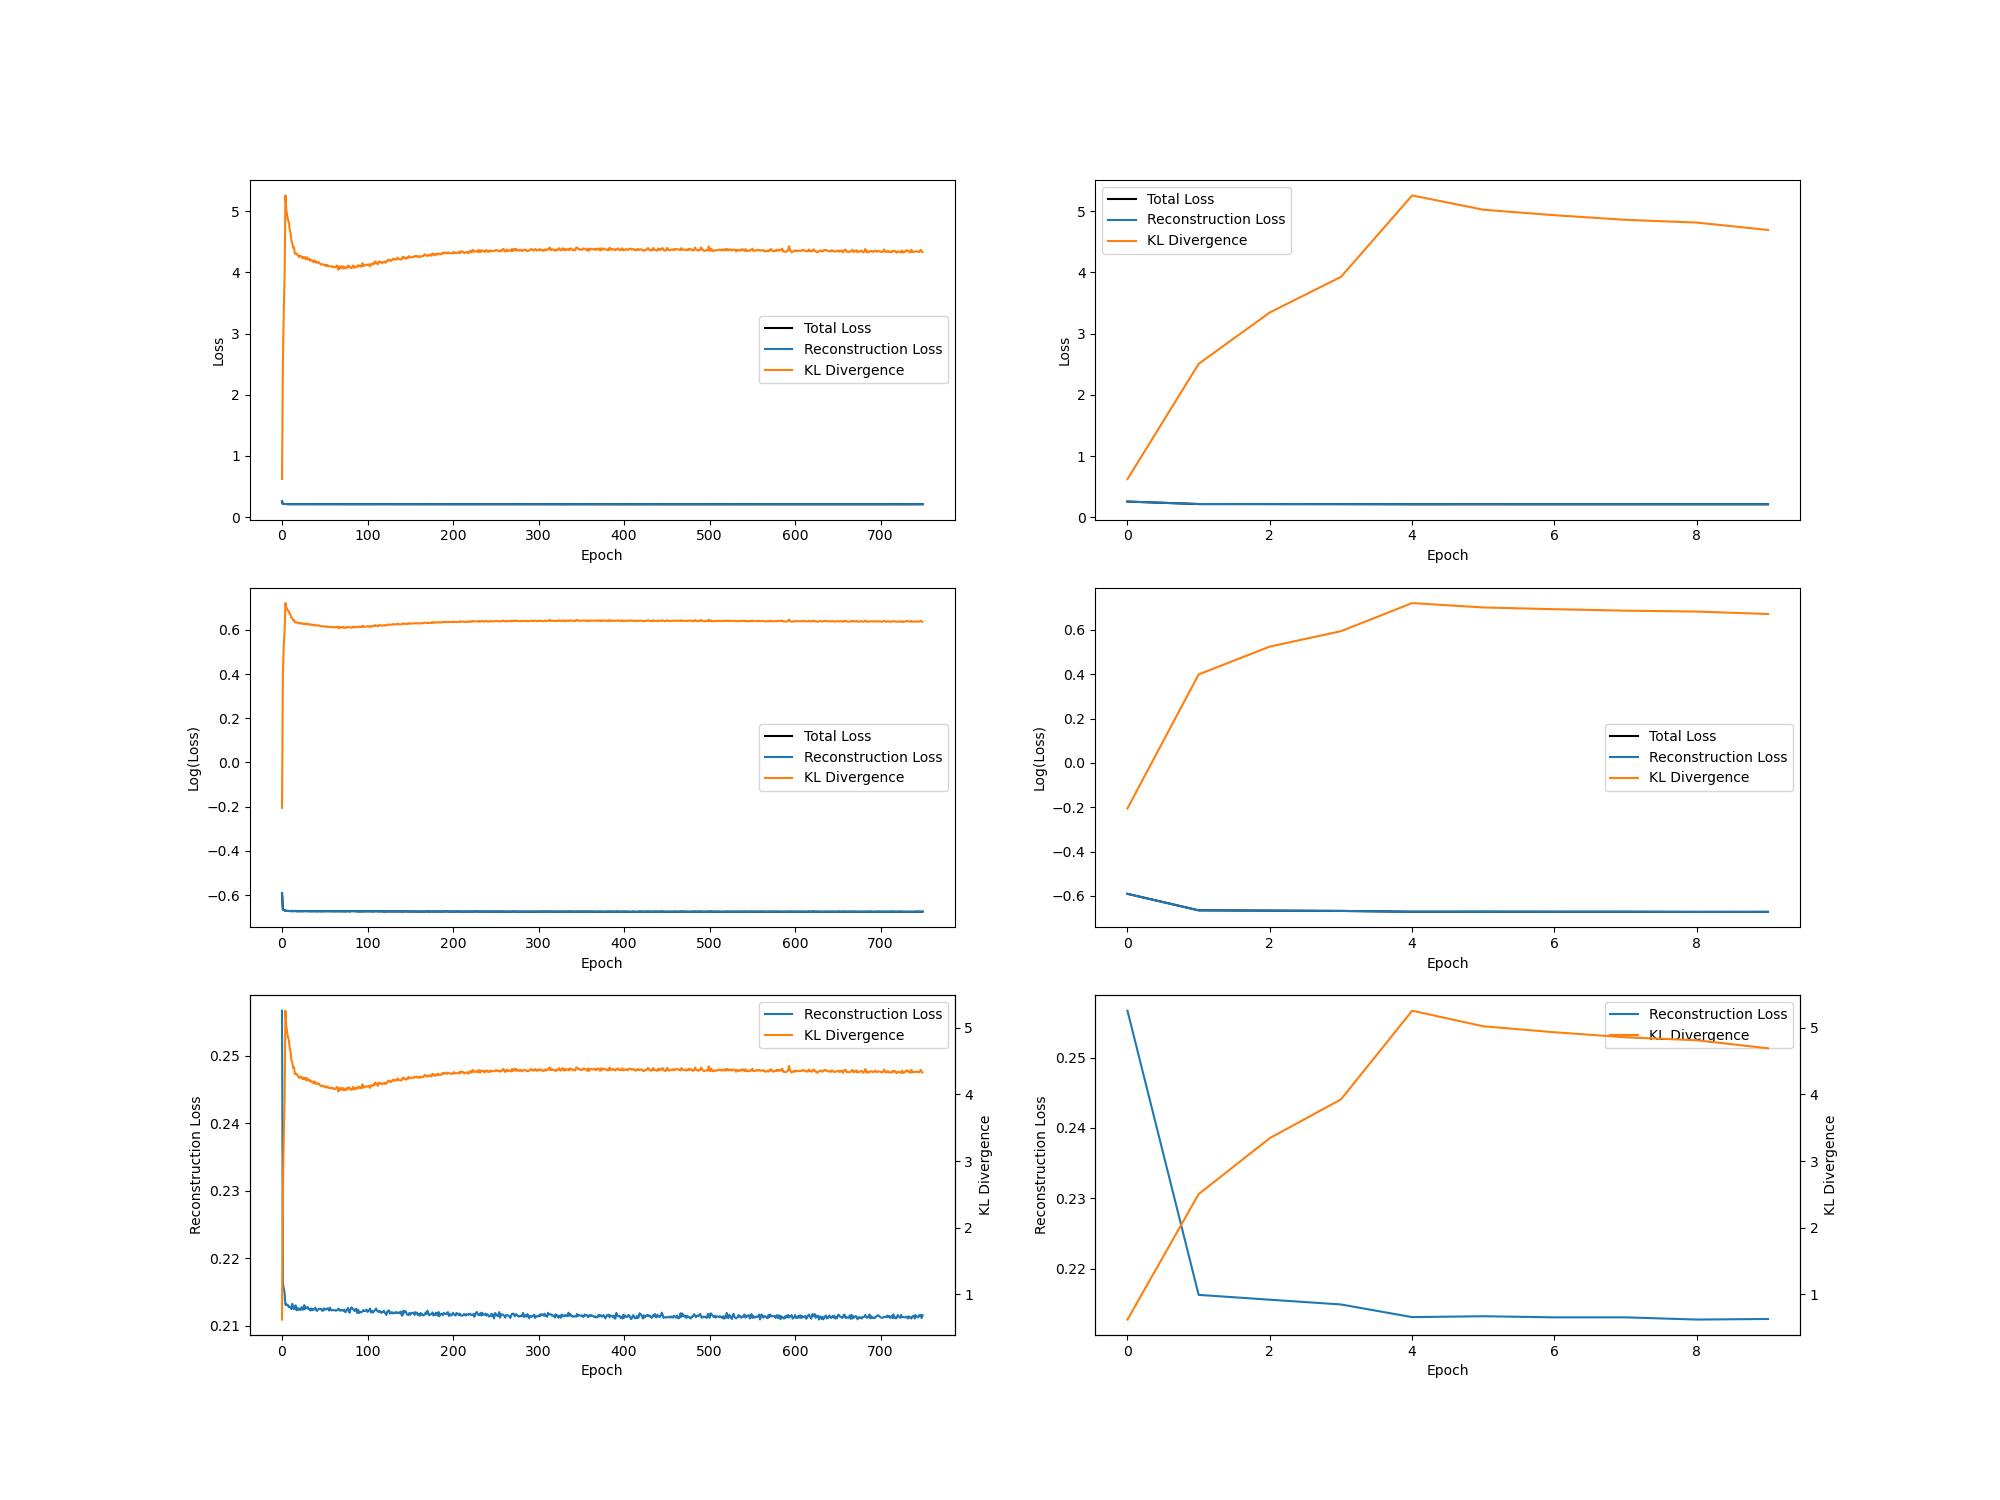 5
4
3
2
1
0
Loss
Total Loss
Reconstruction Loss
KL Divergence
0 100 200 300 400 500 600 700
Epoch
5
4
3
2
1
0
Loss
Total Loss
Reconstruction Loss
KL Divergence
0 2 4 6 8
Epoch
0.6
0.4
0.2
0.0
−0.2
−0.4
−0.6
Log(Loss)
Total Loss
Reconstruction Loss
KL Divergence
0 100 200 300 400 500 600 700
Epoch
0.6
0.4
0.2
0.0
−0.2
−0.4
−0.6
Log(Loss)
Total Loss
Reconstruction Loss
KL Divergence
0 2 4 6 8
Epoch
0.25
0.24
0.23
0.22
0.21
Reconstruction Loss
Reconstruction Loss
KL Divergence
5
4
3
2
1
KL Divergence
0 100 200 300 400 500 600 700
Epoch
0.25
0.24
0.23
0.22
Reconstruction Loss
Reconstruction Loss
KL Divergence
5
4
3
2
1
KL Divergence
0 2 4 6 8
Epoch